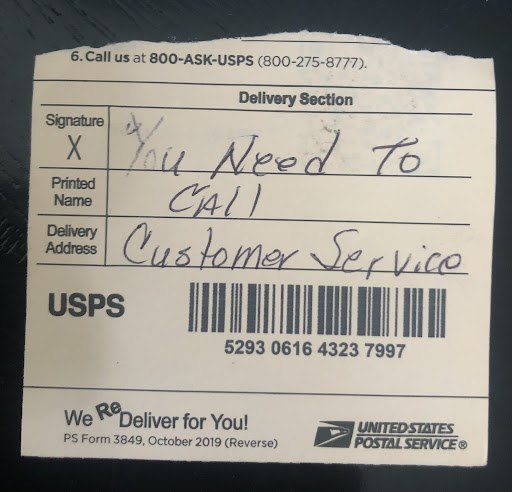 6. Call us at 800-ASK-USPS (800-275-8777).
Delivery Section
Signature
X
You Need To
Printed
Name
CAll
Delivery
Address
Customer Service
USPS
5293 0616 4323 7997
We ReDeliver for You!
PS Form 3849, October 2019 (Reverse)
UNITED STATES
POSTAL SERVICE®